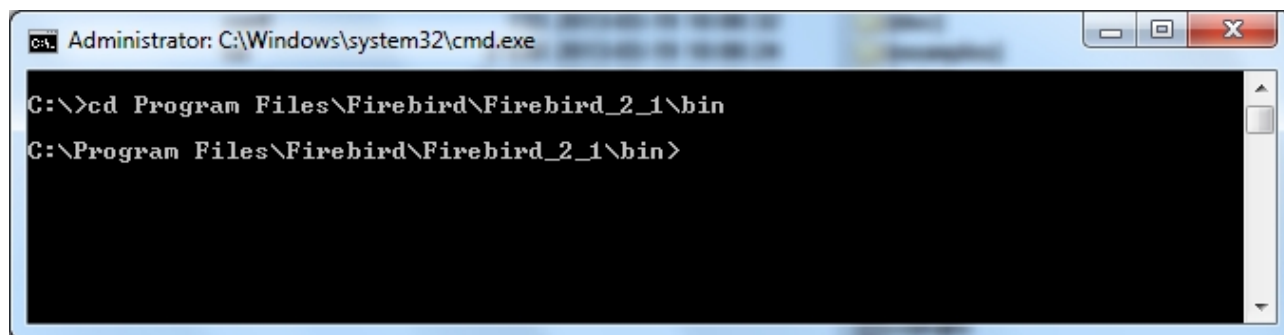 Administrator: C:\Windows\system32\cmd.exe
C:\>cd Program Files\Firebird\Firebird_2_1\bin
C:\Program Files\Firebird\Firebird_2_1\bin>